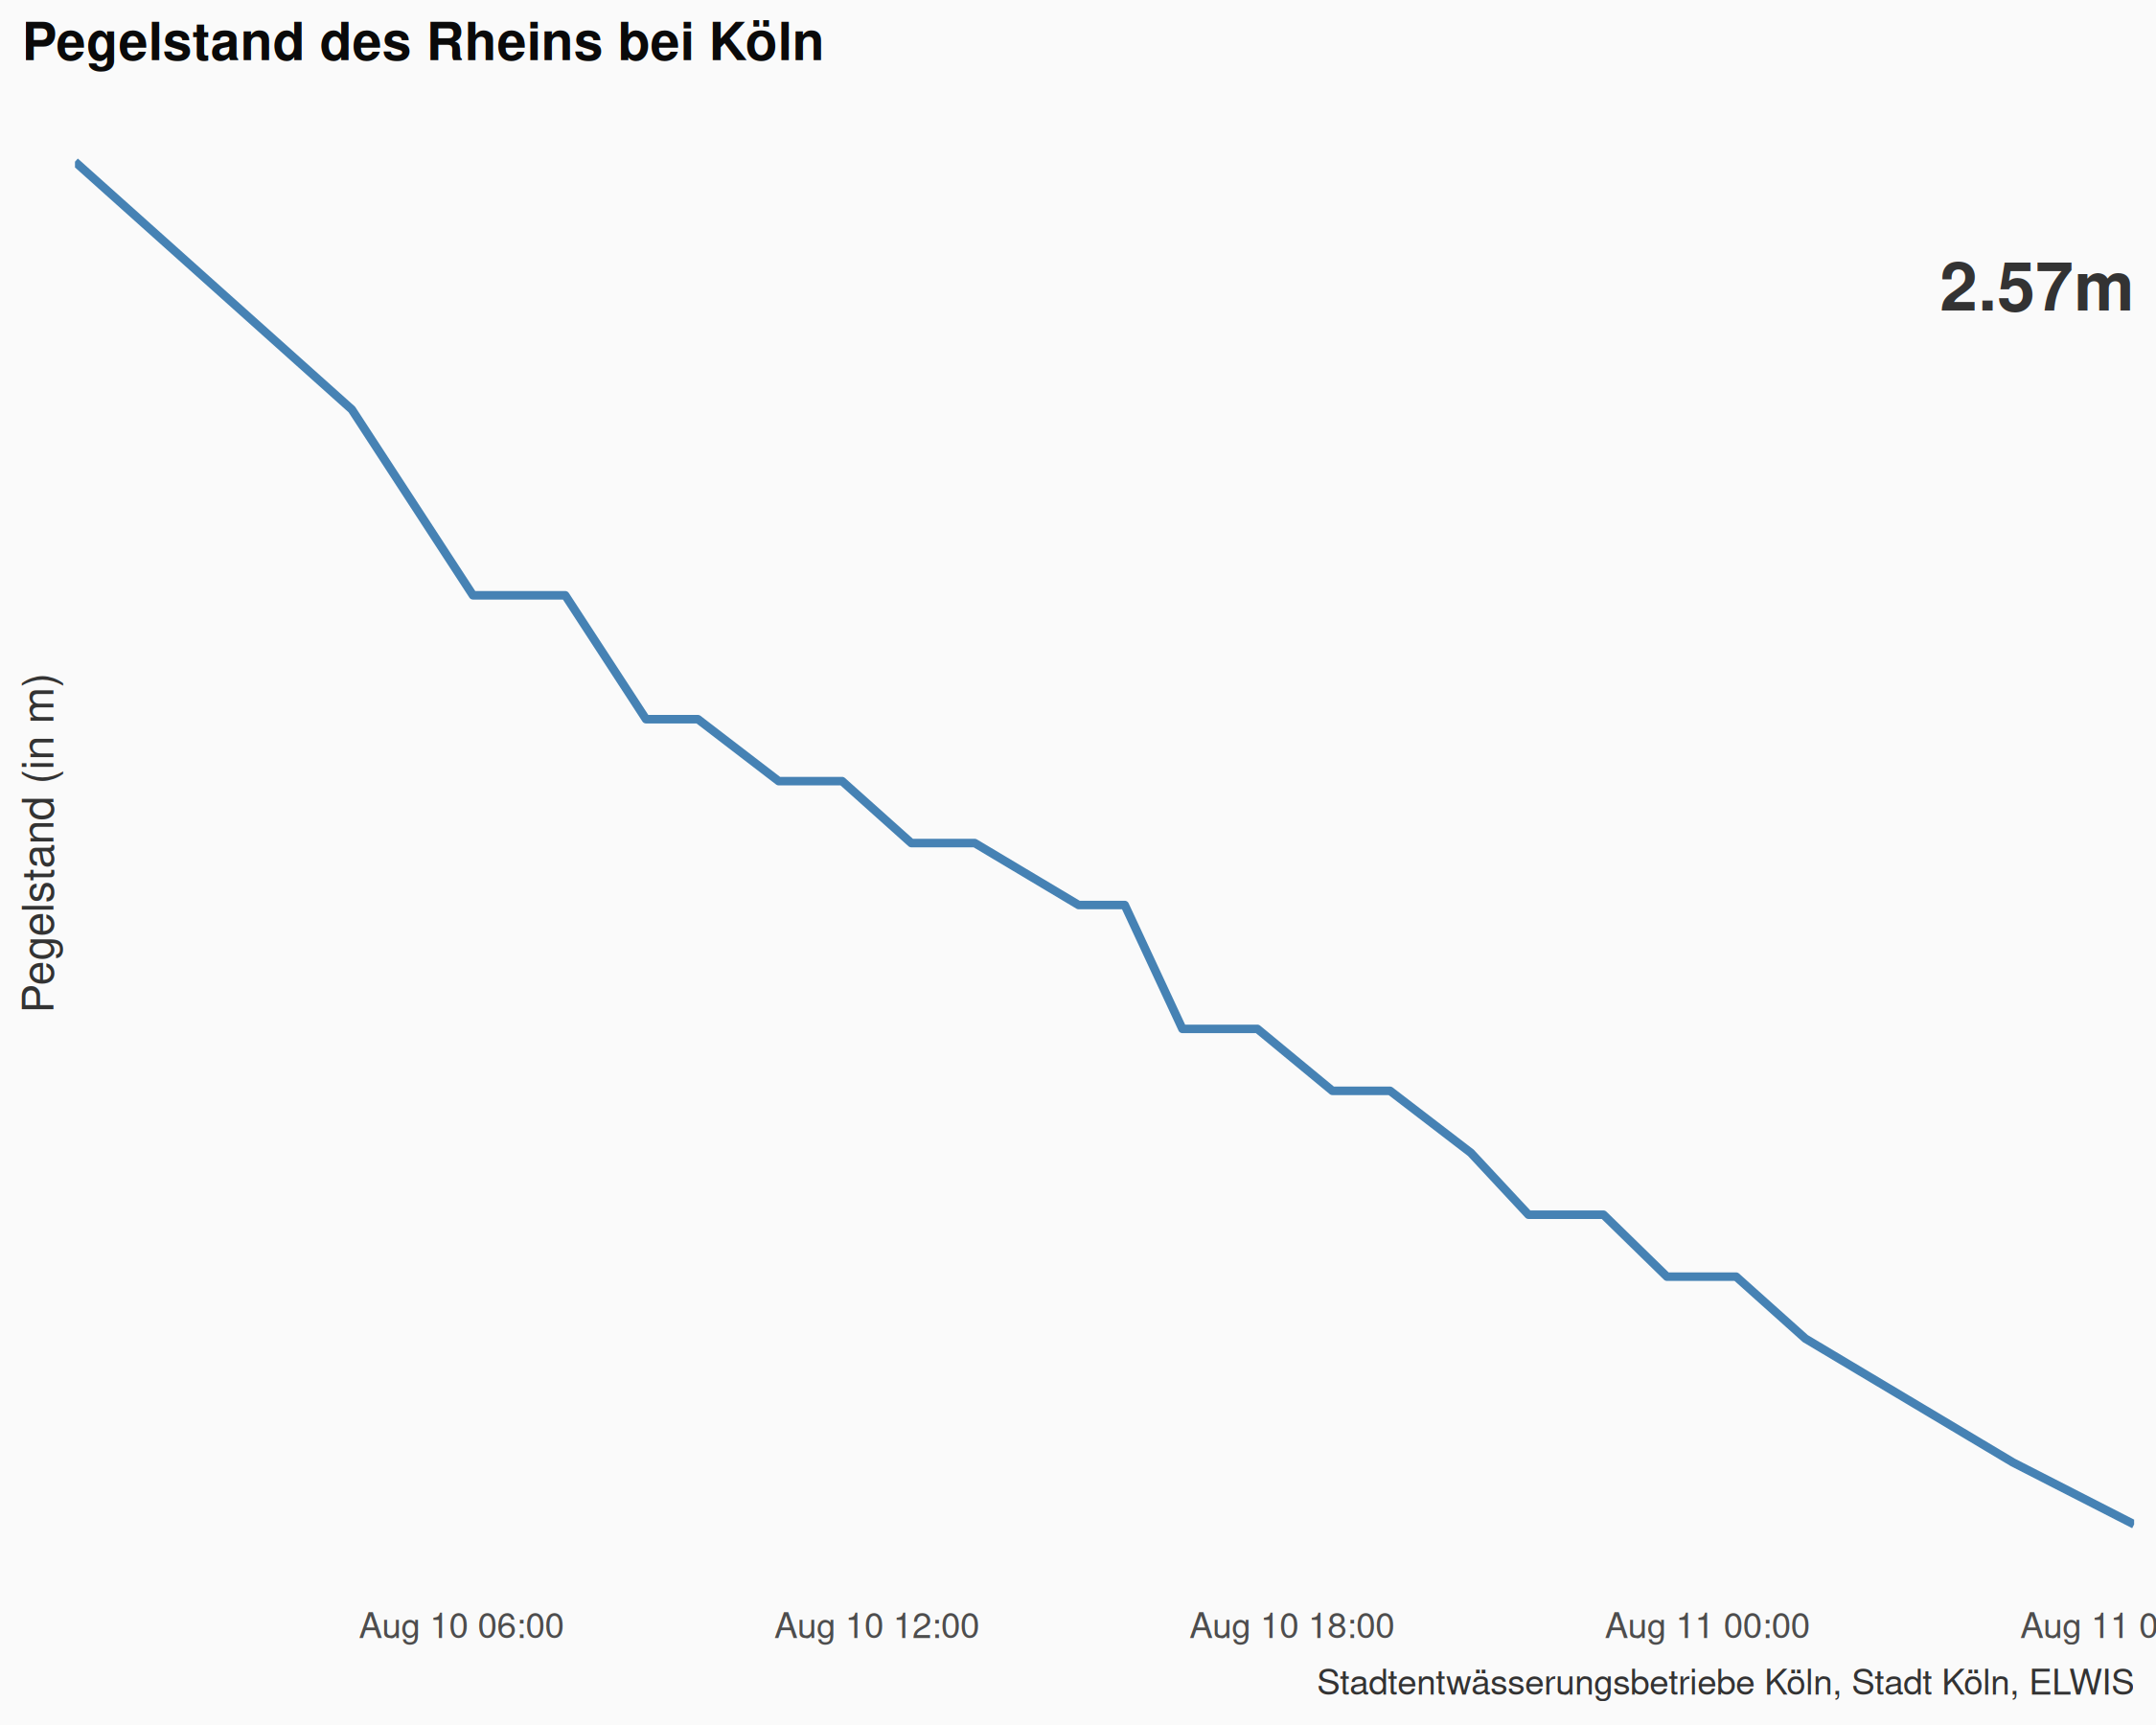 Pegelstand des Rheins bei Köln
2.57m
Pegelstand (in m)
Aug 10 06:00 Aug 10 12:00 Aug 10 18:00 Aug 11 00:00 Aug 11 0
Stadtentwässerungsbetriebe Köln, Stadt Köln, ELWIS